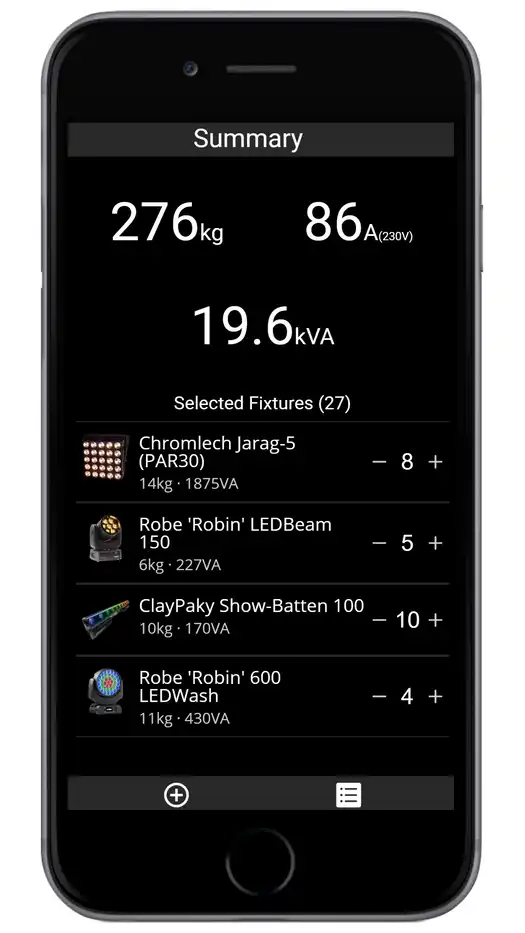 Summary
276kg 86A(230V)
19.6kVA
Selected Fixtures (27)
Chromlech Jarag-5
(PAR30)
14kg · 1875VA
− 8 +
Robe 'Robin' LEDBeam
150
6kg · 227VA
− 5 +
ClayPaky Show-Batten 100
10kg · 170VA
− 10 +
Robe 'Robin' 600
LEDWash
11kg · 430VA
− 4 +